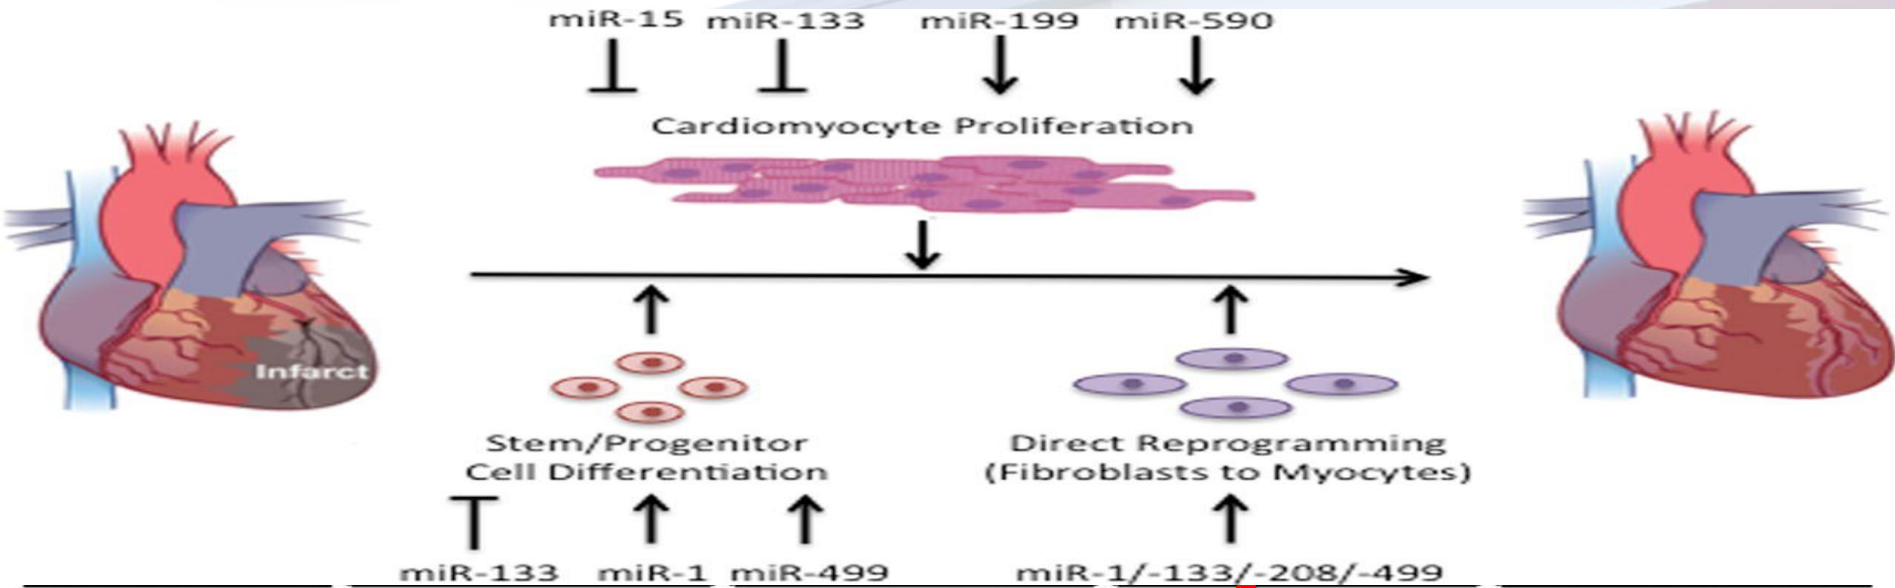 miR-15 miR-133 miR-199 miR-590
Cardiomyocyte Proliferation
Infarct
Stem/Progenitor
Cell Differentiation
Direct Reprogramming
(Fibroblasts to Myocytes)
miR-133 miR-1 miR-499
miR-1/-133/-208/-499